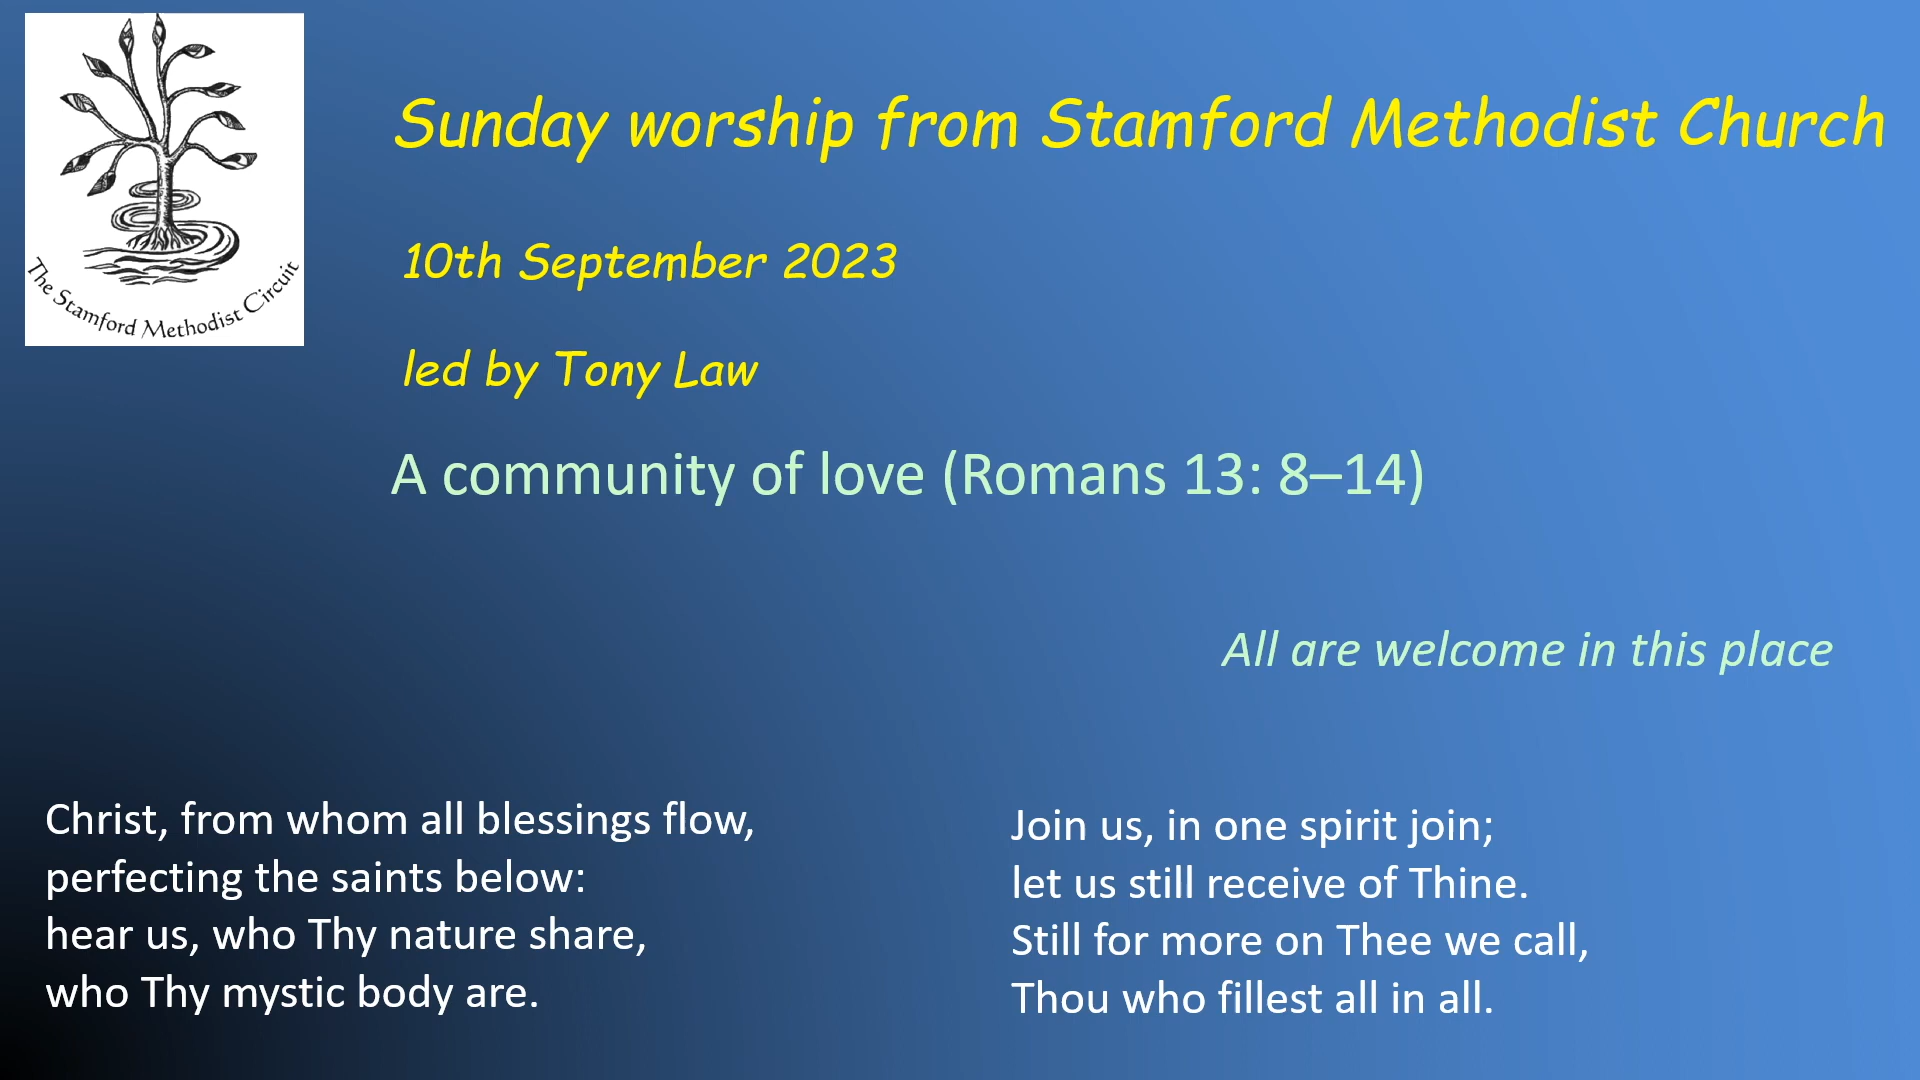 The Stamford Methodist Circuit
Sunday worship from Stamford Methodist Church
10th September 2023
led by Tony Law
A community of love (Romans 13: 8–14)
All are welcome in this place
Christ, from whom all blessings flow,
perfecting the saints below:
hear us, who Thy nature share,
who Thy mystic body are.
Join us, in one spirit join;
let us still receive of Thine.
Still for more on Thee we call,
Thou who fillest all in all.